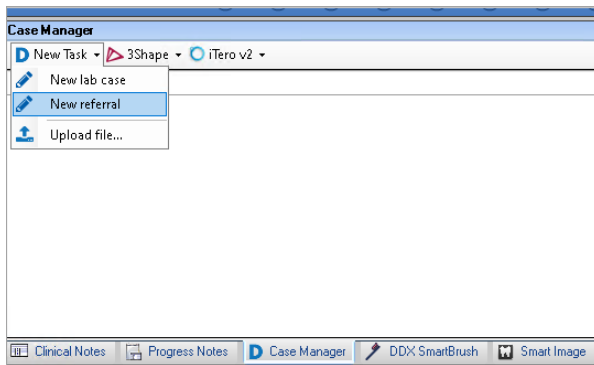 Case Manager
New Task 3Shape iTero v2
New lab case
New referral
Upload file...
Clinical Notes Progress Notes Case Manager DDX SmartBrush Smart Image